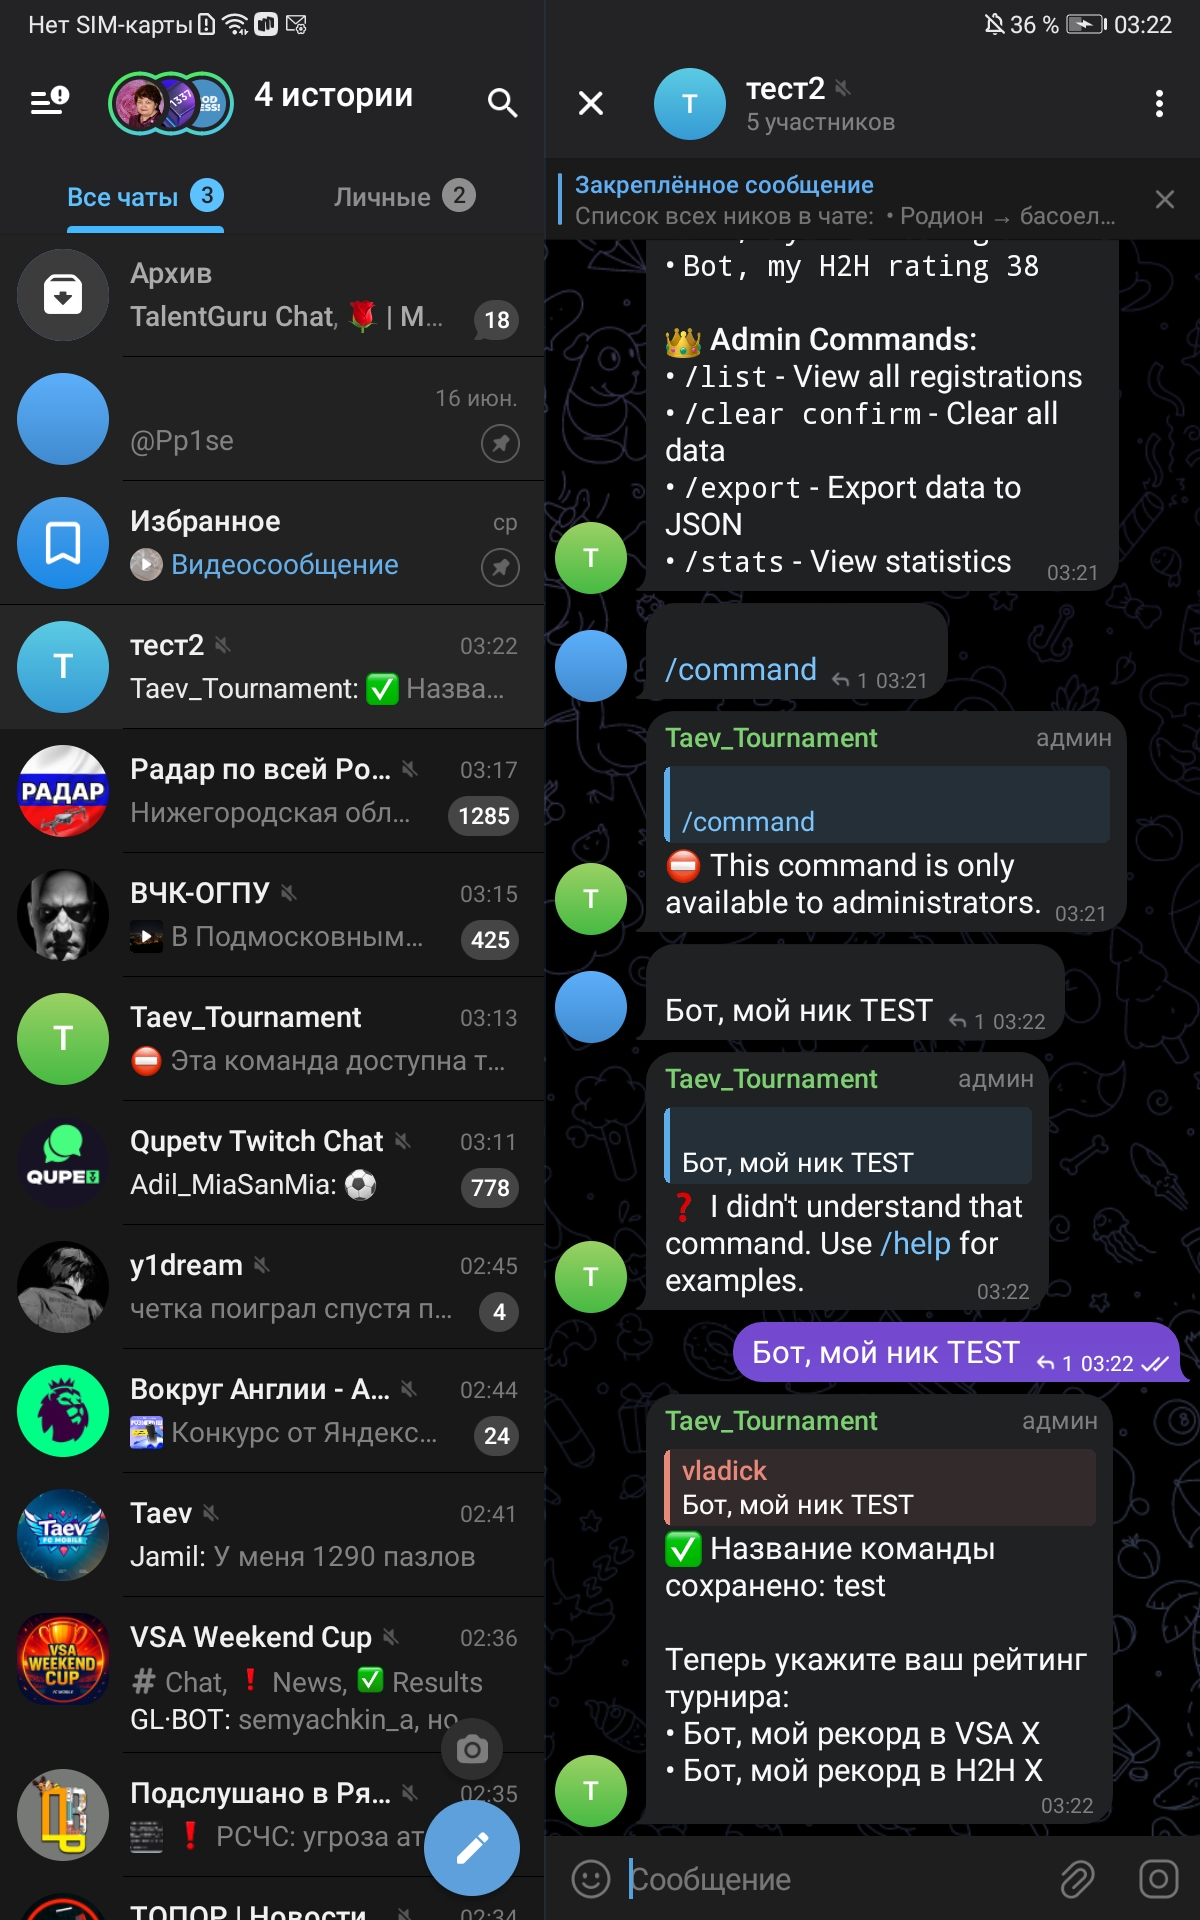 Нет SIM-карты
36 %
03:22
4 истории
Все чаты 3
Личные 2
Архив
TalentGuru Chat, 🌹 | М...
18
16 июн.
@Pp1se
Избранное
ср
Видеосообщение
Т
тест2
03:22
Taev_Tournament: ✅ Назва...
РАДАР
Радар по всей Ро...
03:17
Нижегородская обл...
1285
ВЧК-ОГПУ
03:15
В Подмосковным...
425
T
Taev_Tournament
03:13
⛔ Эта команда доступна т...
QUPE
Qupetv Twitch Chat
03:11
Adil_MiaSanMia: ⚽
778
y1dream
02:45
четка поиграл спустя п...
4
Вокруг Англии - А...
02:44
Конкурс от Яндекс...
24
Taev
FC MOBILE
Taev
02:41
Jamil: У меня 1290 пазлов
VSA
WEEKEND
CUP
VSA Weekend Cup
02:36
# Chat, ❗ News, ✅ Results
GL·BOT: semyachkin_a, но
Подслушано в Ря...
02:35
❗ РСЧС: угроза ат
ТОПОР | Новости
02:34
Т
тест2
5 участников
Закреплённое сообщение
Список всех ников в чате: • Родион → басоел...
• Bot, my H2H rating 38
👑 Admin Commands:
• /list - View all registrations
• /clear confirm - Clear all
data
• /export - Export data to
JSON
• /stats - View statistics
03:21
T
/command
1 03:21
Taev_Tournament
админ
/command
⛔ This command is only
available to administrators.
03:21
T
Бот, мой ник TEST
1 03:22
Taev_Tournament
админ
Бот, мой ник TEST
❓ I didn't understand that
command. Use /help for
examples.
03:22
T
Бот, мой ник TEST
1 03:22
Taev_Tournament
админ
vladick
Бот, мой ник TEST
✅ Название команды
сохранено: test
Теперь укажите ваш рейтинг
турнира:
• Бот, мой рекорд в VSA X
• Бот, мой рекорд в H2H X
03:22
T
Сообщение